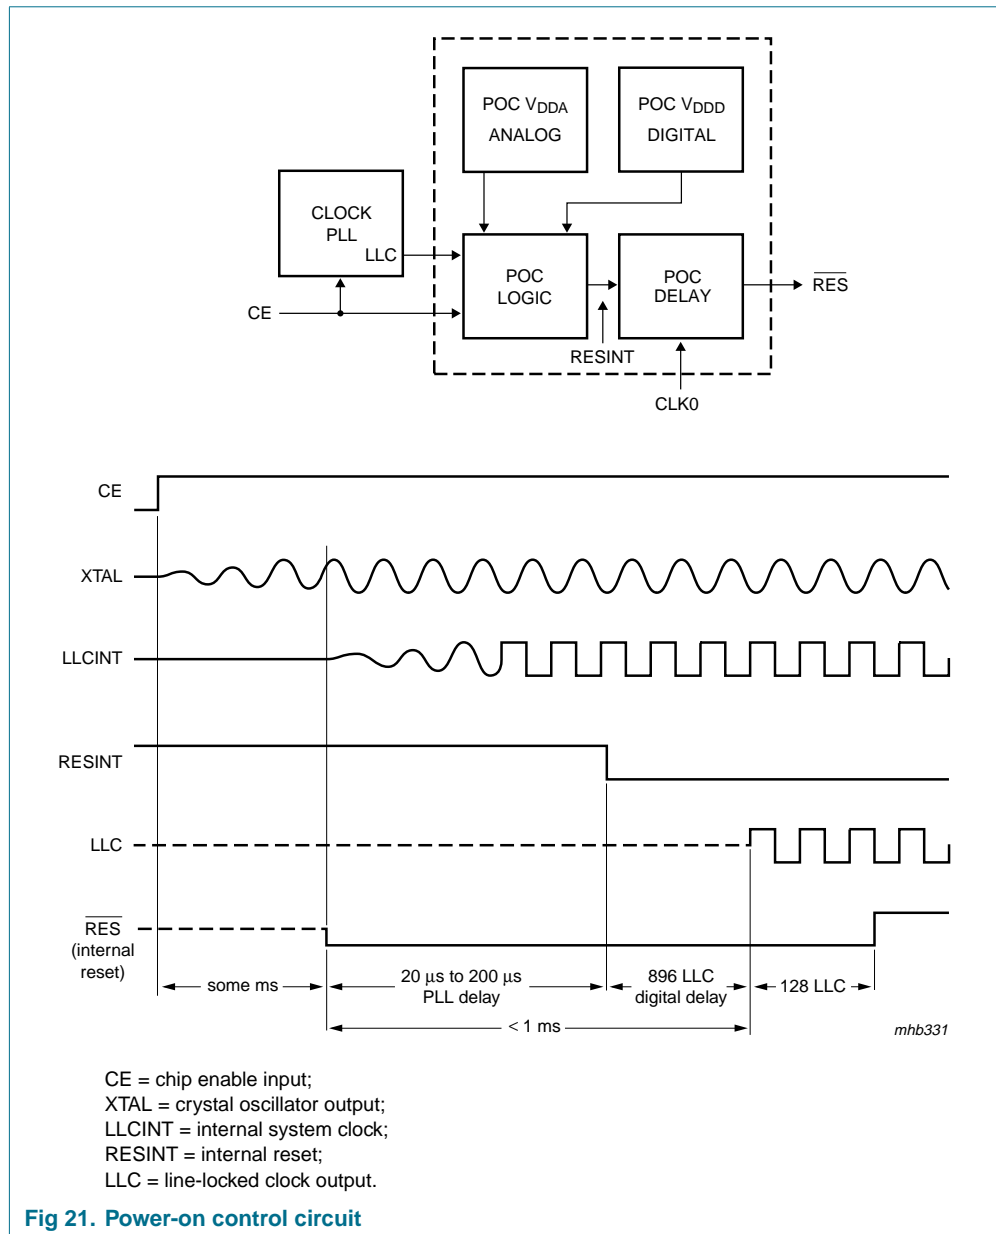 POC VDDA
ANALOG
POC VDDD
DIGITAL
CLOCK
PLL
LLC
POC
LOGIC
POC
DELAY
RES
CE
RESINT
CLK0
CE
XTAL
LLCINT
RESINT
LLC
RES
(internal
reset)
some ms
20 μs to 200 μs
PLL delay
896 LLC
digital delay
128 LLC
< 1 ms
mhb331
CE = chip enable input;
XTAL = crystal oscillator output;
LLCINT = internal system clock;
RESINT = internal reset;
LLC = line-locked clock output.
Fig 21. Power-on control circuit